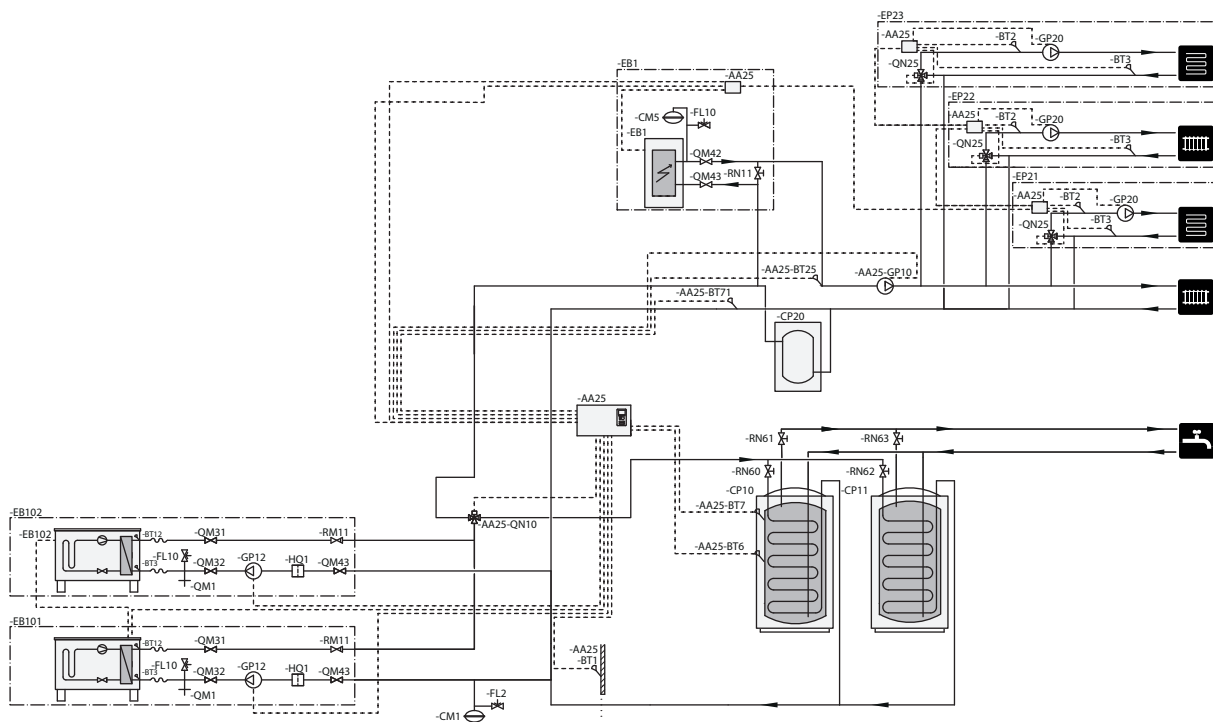 -EP23
-AA25
-BT2
-GP20
-QN25
-BT3
-EP22
-AA25
-BT2
-GP20
-QN25
-BT3
-EP21
-AA25
-BT2
-GP20
-QN25
-BT3
-EB1
-AA25
-CM5
-FL10
-EB1
-QM42
-QM43
-RN11
-AA25-BT25
-AA25-GP10
-AA25-BT71
-CP20
-AA25
-RN61
-RN63
-RN60
-RN62
-CP10
-CP11
-AA25-BT7
-AA25-BT6
-AA25-QN10
-EB102
-EB102
-BT12
-QM31
-RM11
-FL10
-BT3
-QM32
-GP12
-HQ1
-QM43
-QM1
-EB101
-BT12
-QM31
-RM11
-FL10
-BT3
-QM32
-GP12
-HQ1
-QM43
-QM1
-AA25
-BT1
-FL2
-CM1